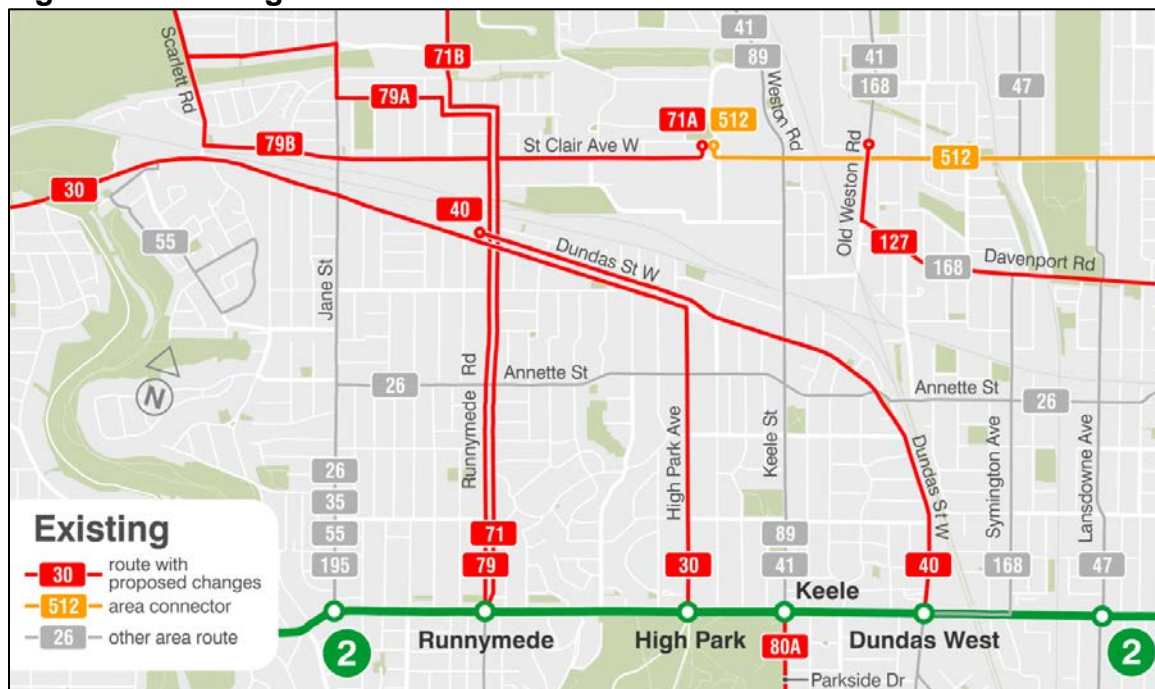 Scarlett Rd
71B
41
89
41
168
47
79A
Weston Rd
71A
512
79B
St Clair Ave W
512
30
40
Old Weston Rd
55
Dundas St W
127
168
Davenport Rd
Jane St
N
26
Runnymede Rd
Annette St
Annette St
26
High Park Ave
Keele St
Dundas St W
Symington Ave
Lansdowne Ave
26
35
55
195
71
79
30
89
41
40
168
47
Keele
2
Runnymede
High Park
80A
Dundas West
2
Parkside Dr
Existing
30 route with
proposed changes
512 area connector
26 other area route